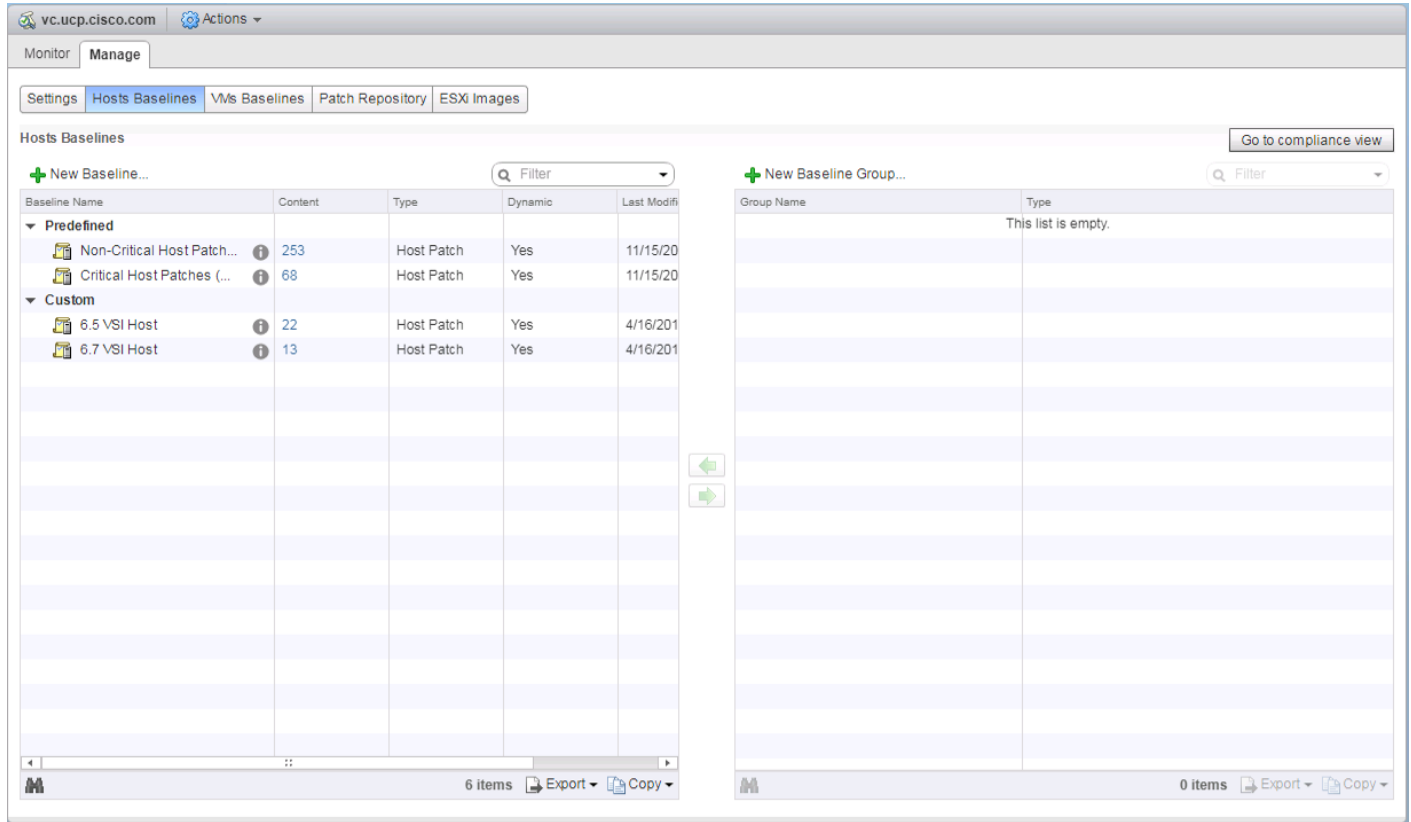 vc.ucp.cisco.com Actions
Monitor Manage
Settings Hosts Baselines VMs Baselines Patch Repository ESXi Images
Hosts Baselines
Go to compliance view
New Baseline...
Filter
Baseline Name Content Type Dynamic Last Modifi
Predefined
Non-Critical Host Patch... 253 Host Patch Yes 11/15/20
Critical Host Patches (... 68 Host Patch Yes 11/15/20
Custom
6.5 VSI Host 22 Host Patch Yes 4/16/201
6.7 VSI Host 13 Host Patch Yes 4/16/201
6 items Export Copy
New Baseline Group...
Filter
Group Name Type
This list is empty.
0 items Export Copy